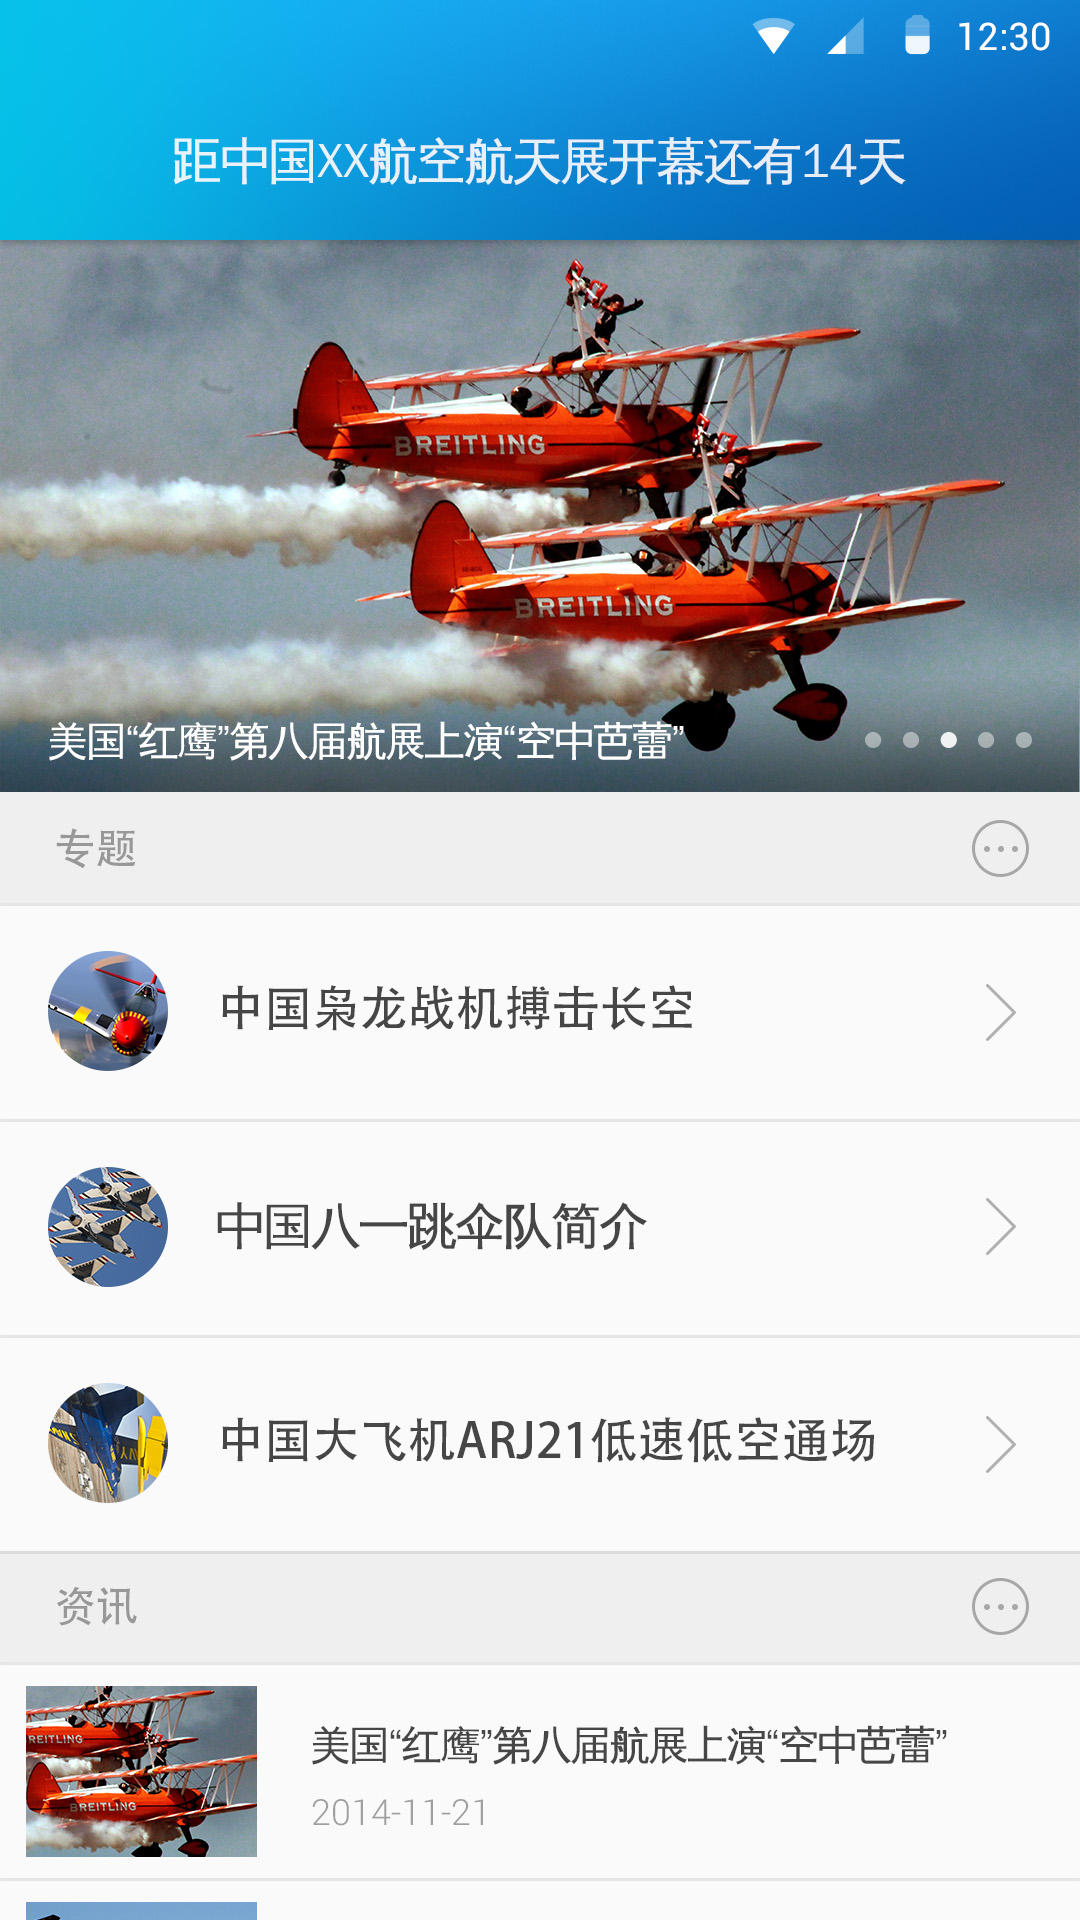 12:30
距中国XX航空航天展开幕还有14天
BREITLING
BREITLING
美国“红鹰”第八届航展上演“空中芭蕾”
专题
中国枭龙战机搏击长空
中国八一跳伞队简介
中国大飞机ARJ21低速低空通场
资讯
REITLING
BREITLING
美国“红鹰”第八届航展上演“空中芭蕾”
2014-11-21